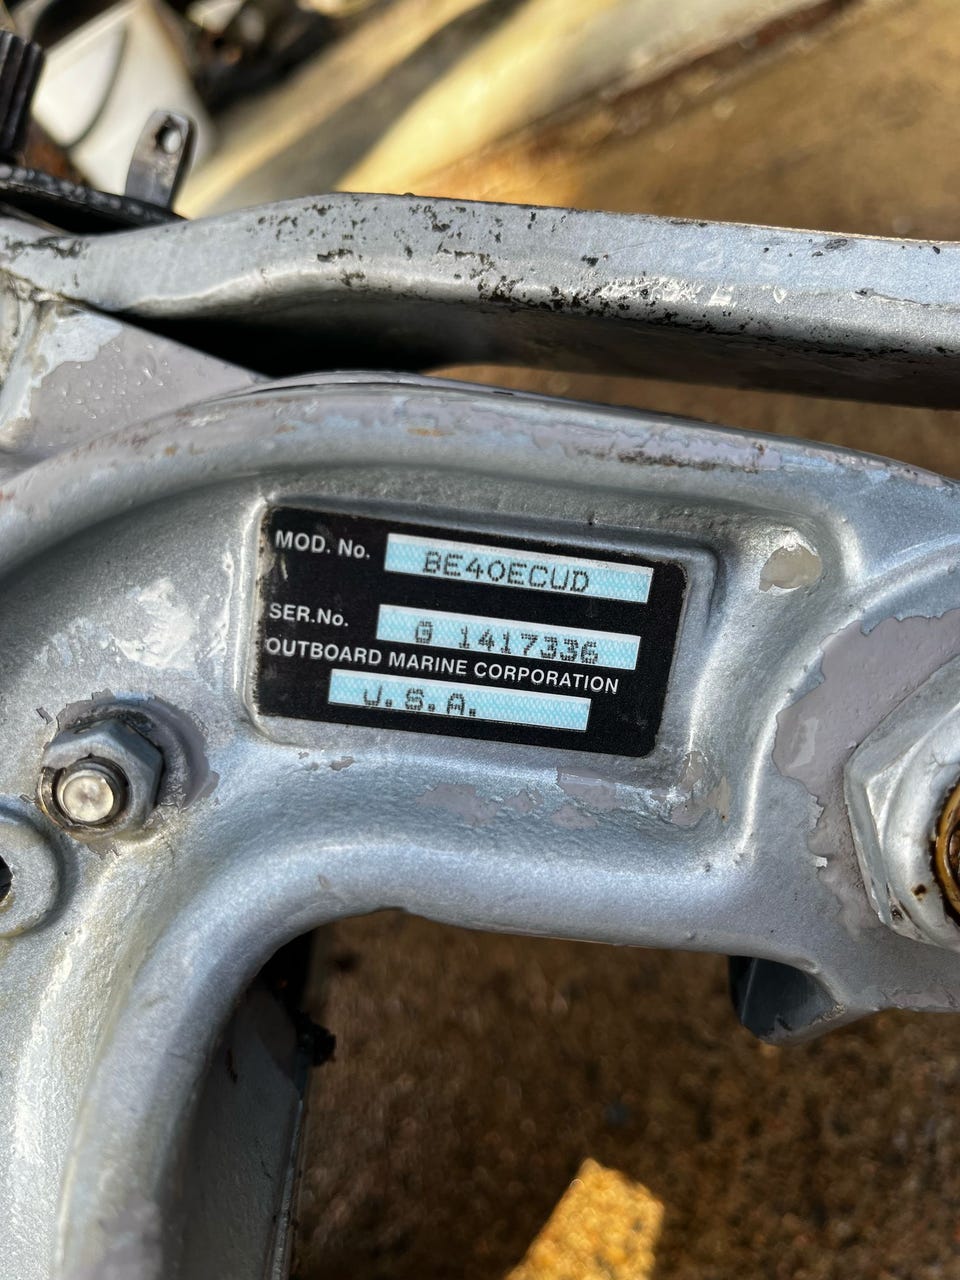 MOD. No. BE40ECUD
SER.No. G 1417336
OUTBOARD MARINE CORPORATION
U.S.A.